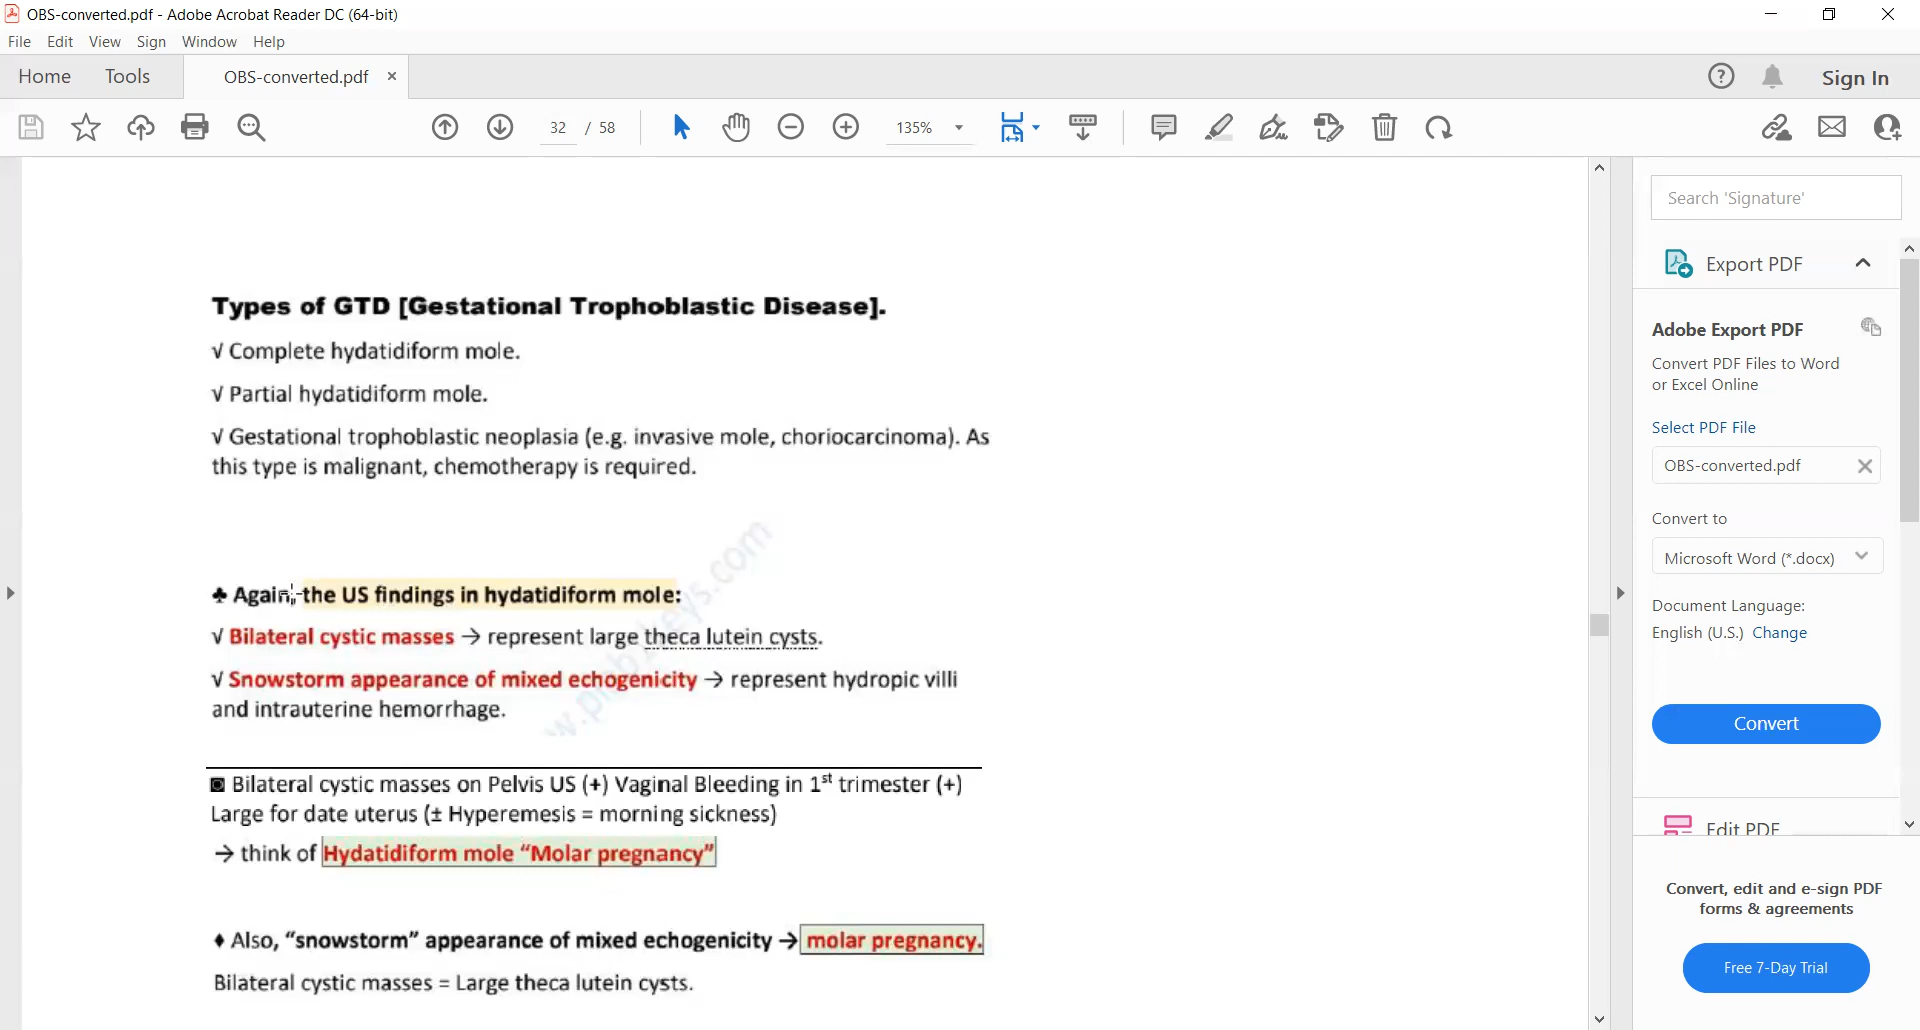 OBS-converted.pdf - Adobe Acrobat Reader DC (64-bit)
File Edit View Sign Window Help
Home Tools OBS-converted.pdf × Sign In
32 / 58 135%
Types of GTD [Gestational Trophoblastic Disease].
√ Complete hydatidiform mole.
√ Partial hydatidiform mole.
√ Gestational trophoblastic neoplasia (e.g. invasive mole, choriocarcinoma). As
this type is malignant, chemotherapy is required.
♣ Again, the US findings in hydatidiform mole:
√ Bilateral cystic masses → represent large theca lutein cysts.
√ Snowstorm appearance of mixed echogenicity → represent hydropic villi
and intrauterine hemorrhage.
◙ Bilateral cystic masses on Pelvis US (+) Vaginal Bleeding in 1st trimester (+)
Large for date uterus (± Hyperemesis = morning sickness)
→ think of Hydatidiform mole “Molar pregnancy”
♦ Also, “snowstorm” appearance of mixed echogenicity → molar pregnancy.
Bilateral cystic masses = Large theca lutein cysts.
Search 'Signature'
Export PDF
Adobe Export PDF
Convert PDF Files to Word
or Excel Online
Select PDF File
OBS-converted.pdf
Convert to
Microsoft Word (*.docx)
Document Language:
English (U.S.) Change
Convert
Edit PDF
Convert, edit and e-sign PDF
forms & agreements
Free 7-Day Trial